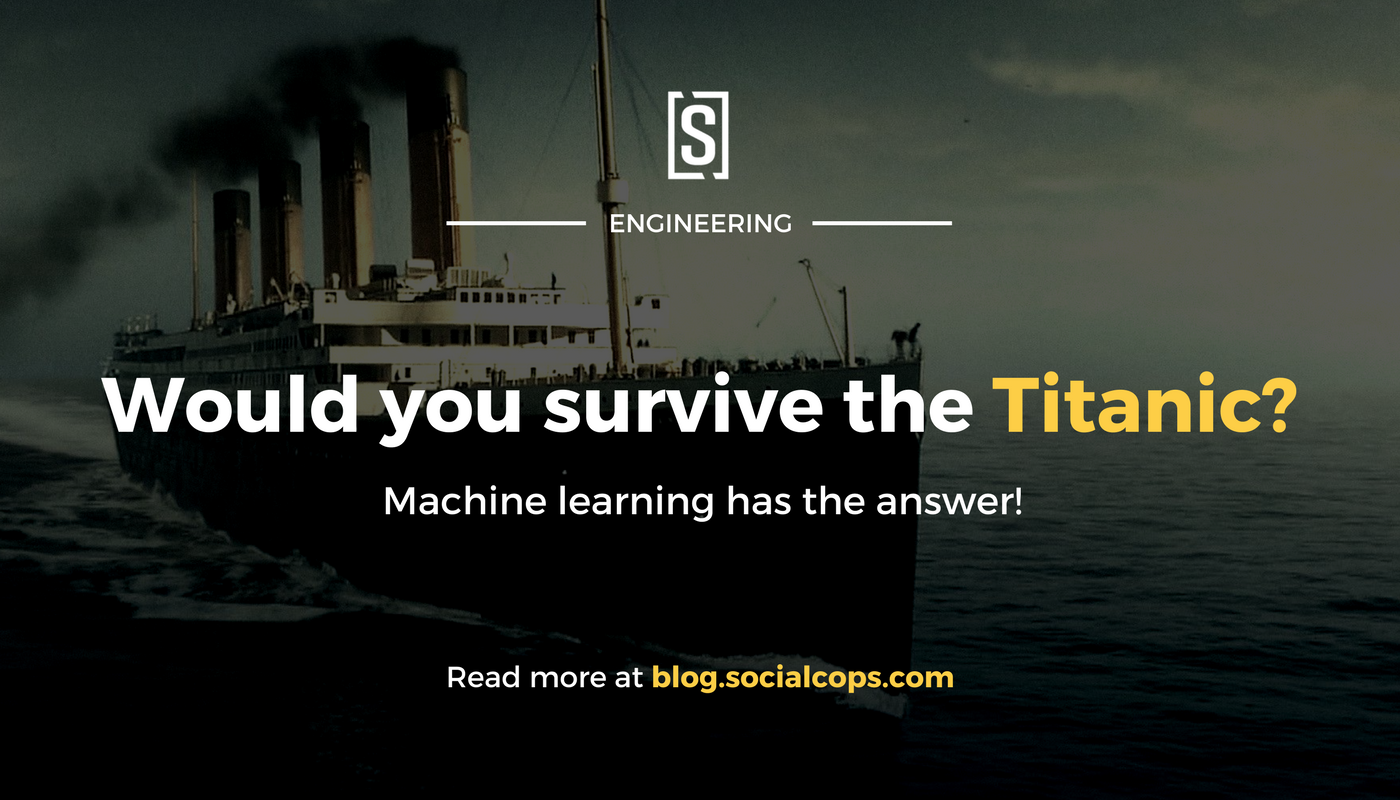 [S]
ENGINEERING
Would you survive the Titanic?
Machine learning has the answer!
Read more at blog.socialcops.com